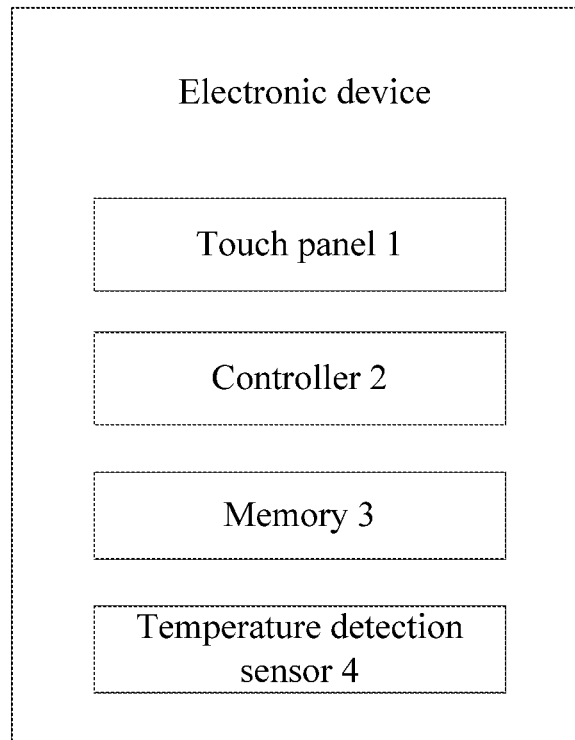 Electronic device
Touch panel 1
Controller 2
Memory 3
Temperature detection
sensor 4